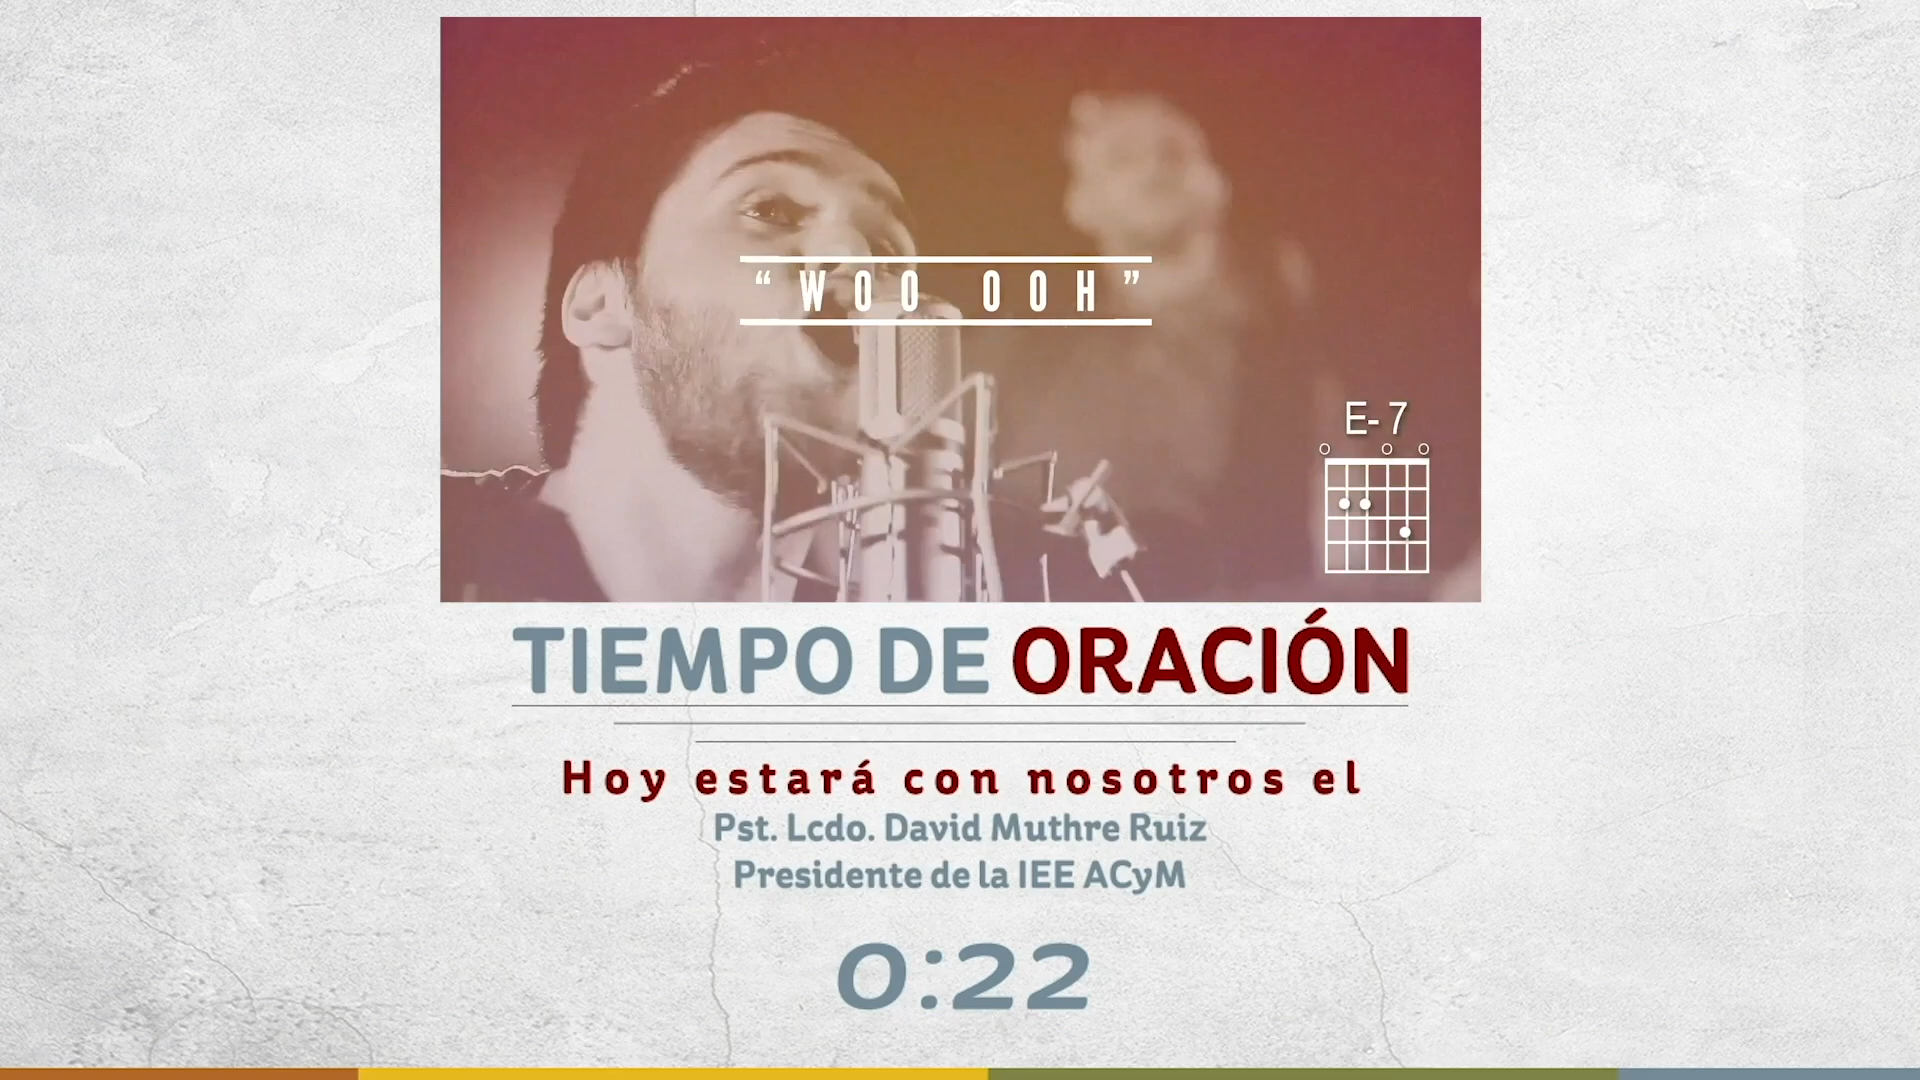 “WOO OOH”
E-7
TIEMPO DE ORACIÓN
Hoy estará con nosotros el
Pst. Lcdo. David Muthre Ruiz
Presidente de la IEE ACyM
0:22